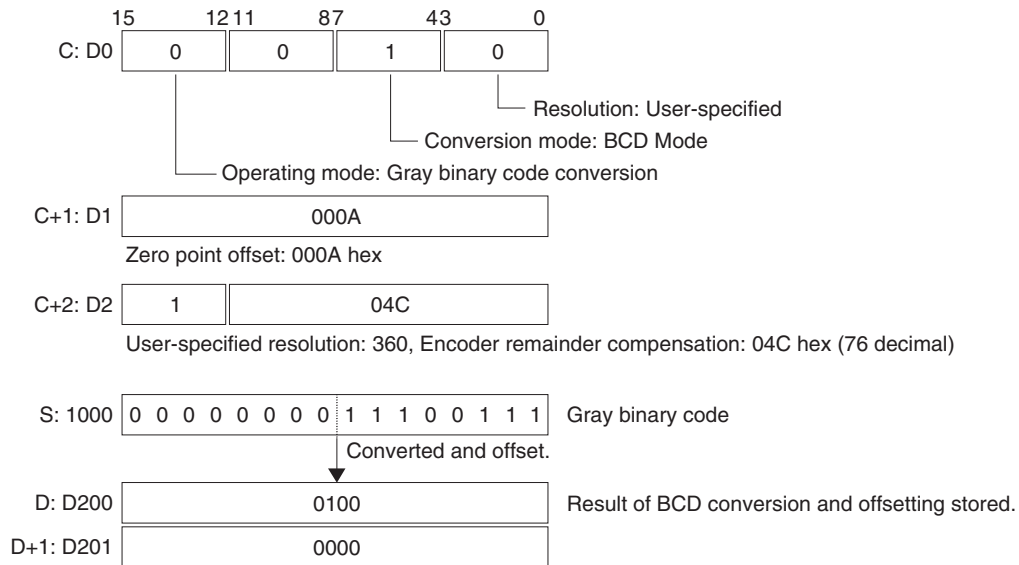 15 12 11 8 7 4 3 0
C: D0 0 0 1 0
Resolution: User-specified
Conversion mode: BCD Mode
Operating mode: Gray binary code conversion
C+1: D1 000A
Zero point offset: 000A hex
C+2: D2 1 04C
User-specified resolution: 360, Encoder remainder compensation: 04C hex (76 decimal)
S: 1000 0 0 0 0 0 0 0 0 1 1 1 0 0 1 1 1 Gray binary code
Converted and offset.
D: D200 0100 Result of BCD conversion and offsetting stored.
D+1: D201 0000